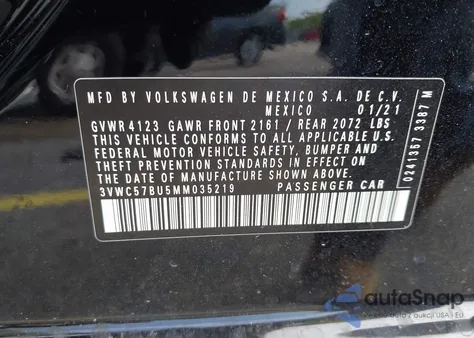 MFD BY VOLKSWAGEN DE MEXICO S.A. DE C.V.
MEXICO 01/21
GVWR 4123 GAWR FRONT 2161 / REAR 2072 LBS
THIS VEHICLE CONFORMS TO ALL APPLICABLE U.S.
FEDERAL MOTOR VEHICLE SAFETY, BUMPER AND
THEFT PREVENTION STANDARDS IN EFFECT ON
THE DATE OF MANUFACTURE SHOWN ABOVE.
3VWC57BU5MM035219 PASSENGER CAR
0241357 3387 M
autoSnap